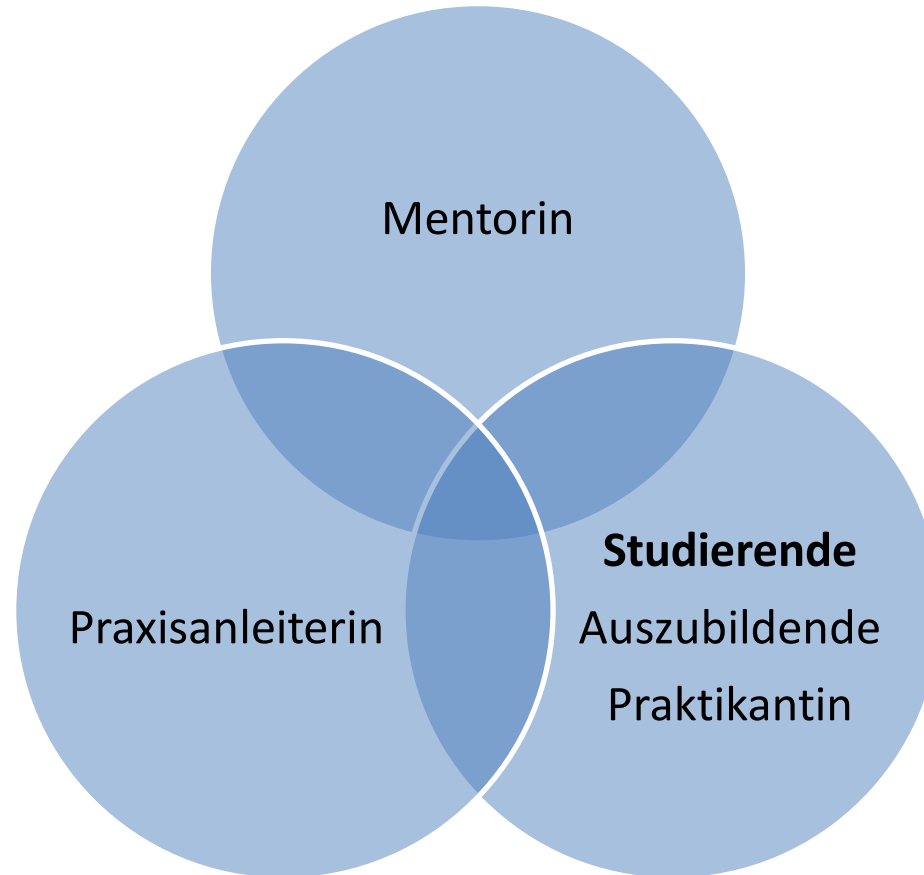 Mentorin
Praxisanleiterin
Studierende
Auszubildende
Praktikantin